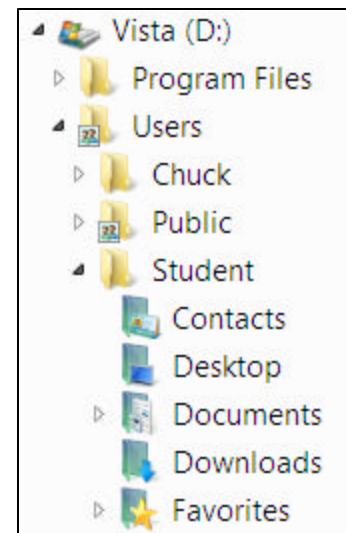 Vista (D:)
Program Files
Users
Chuck
Public
Student
Contacts
Desktop
Documents
Downloads
Favorites